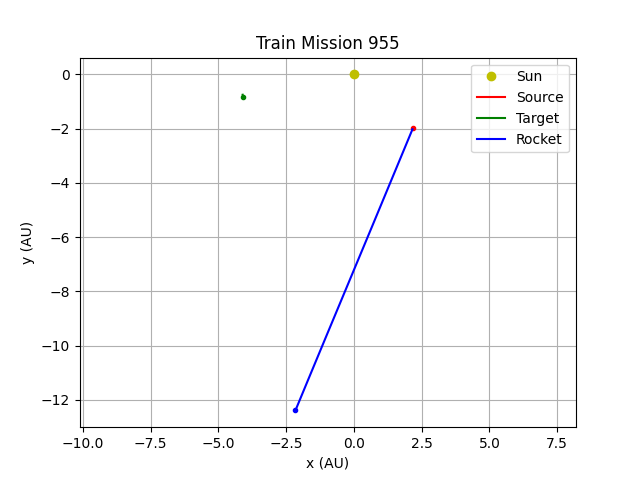 Train Mission 955
Sun
Source
Target
Rocket
0
−2
−4
−6
−8
−10
−12
y (AU)
−10.0
−7.5
−5.0
−2.5
0.0
2.5
5.0
7.5
x (AU)